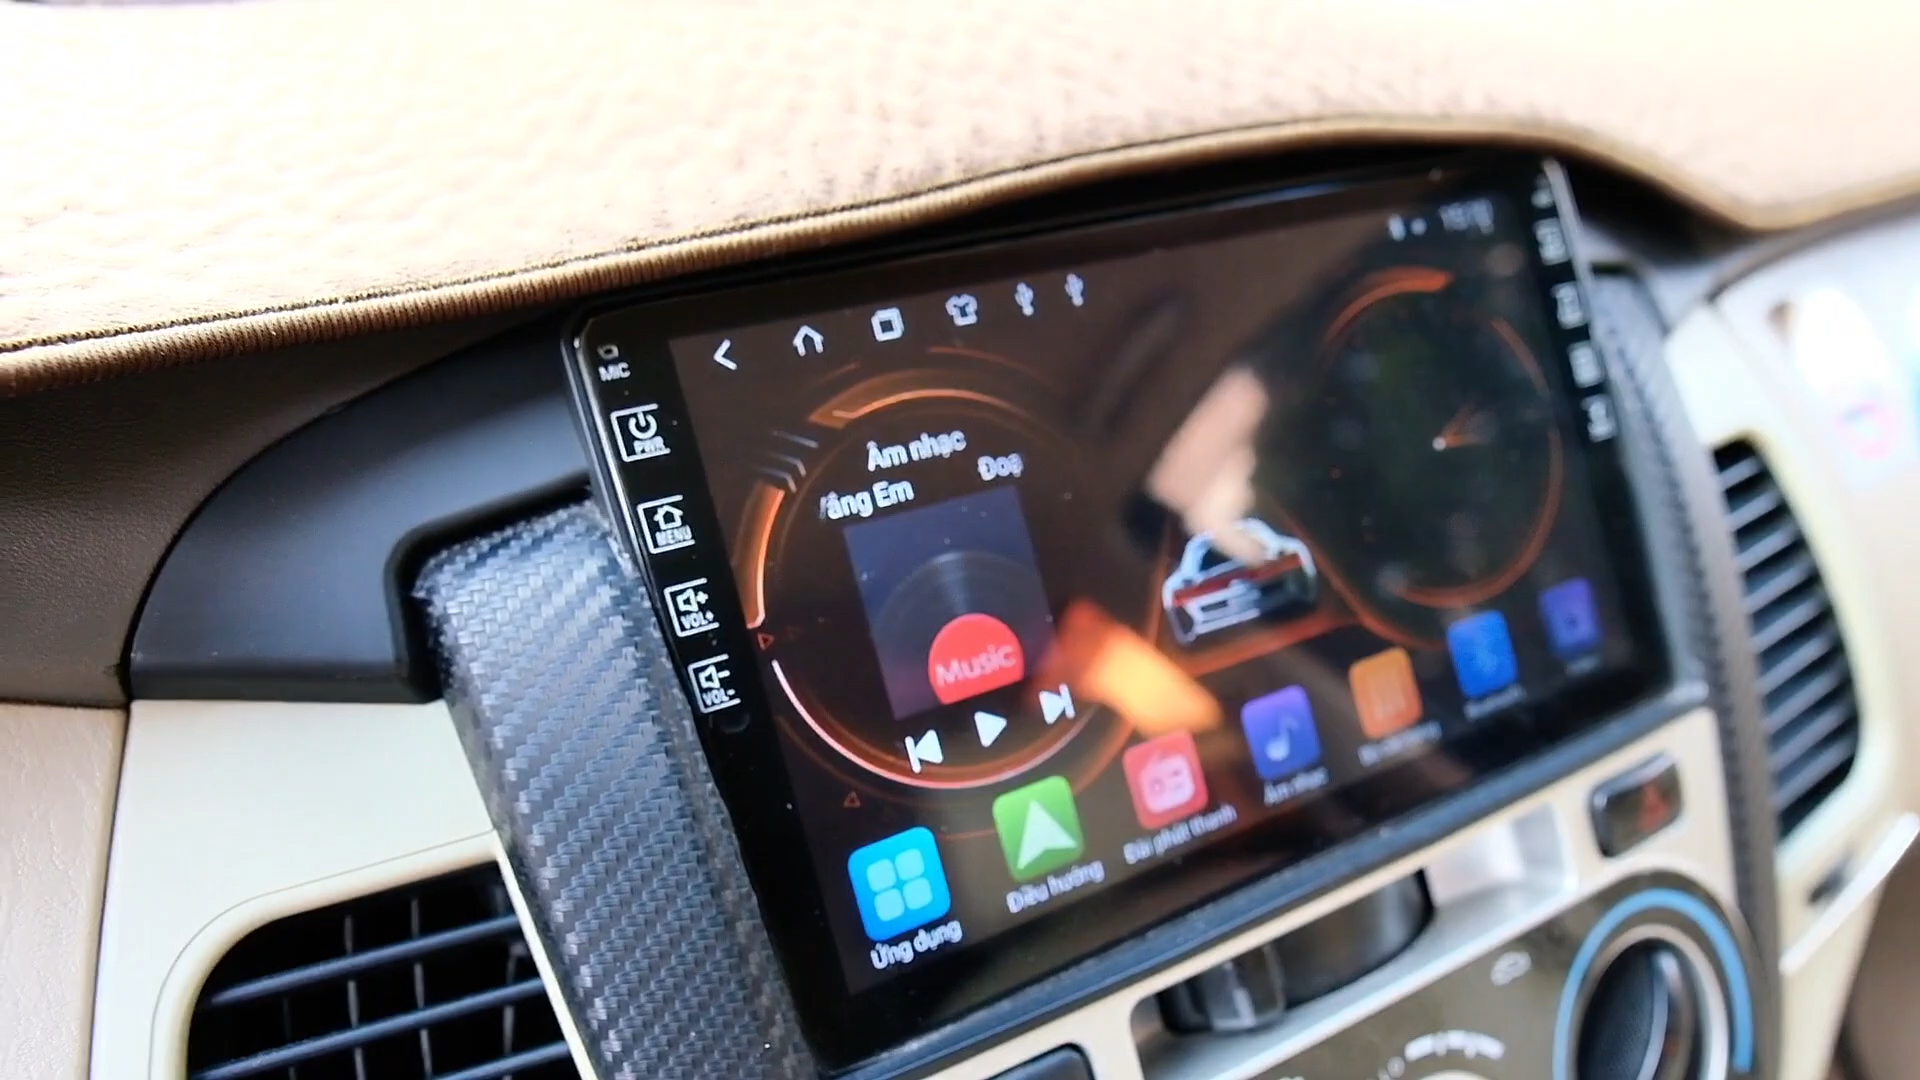 MIC
PWR
MENU
VOL+
VOL-
Âm nhạc
Đoạ
Vâng Em
Music
Ứng dụng
Điều hướng
Đài phát thanh
Âm nhạc